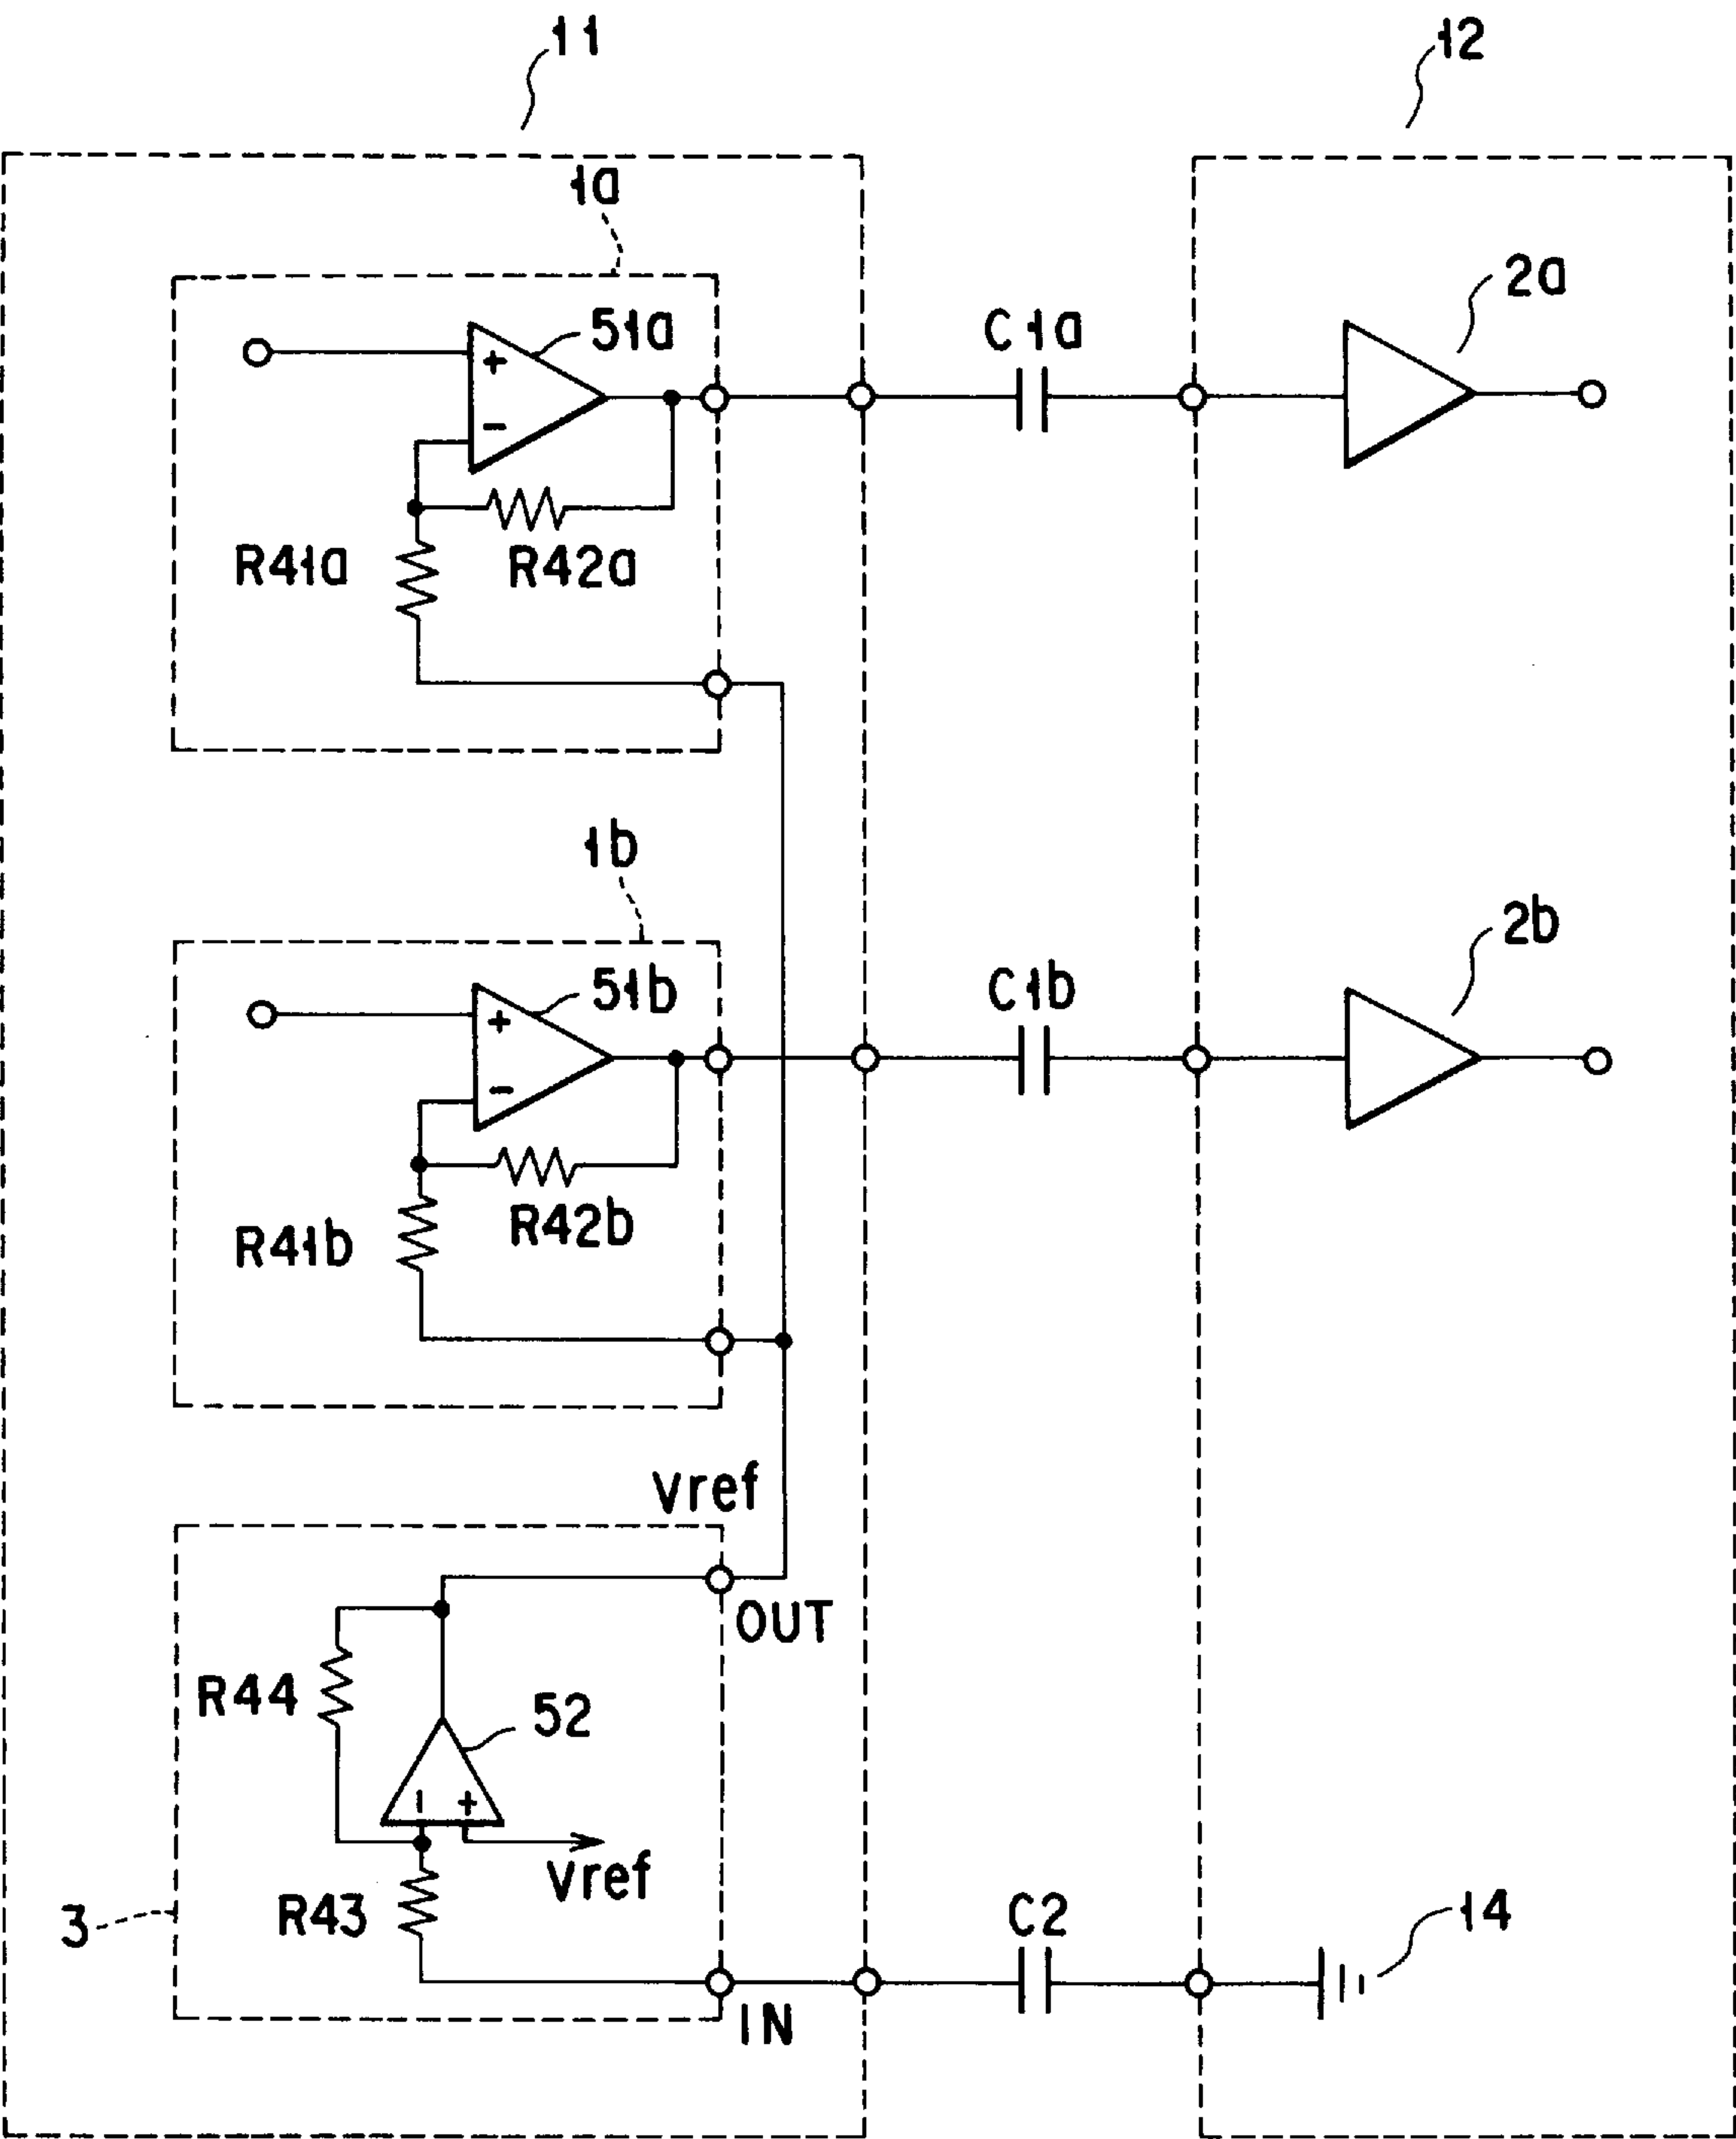 11
12
1a
51a
C1a
2a
+
−
R41a
R42a
1b
51b
C1b
2b
+
−
R41b
R42b
Vref
OUT
R44
52
−
+
Vref
R43
3
C2
14
IN